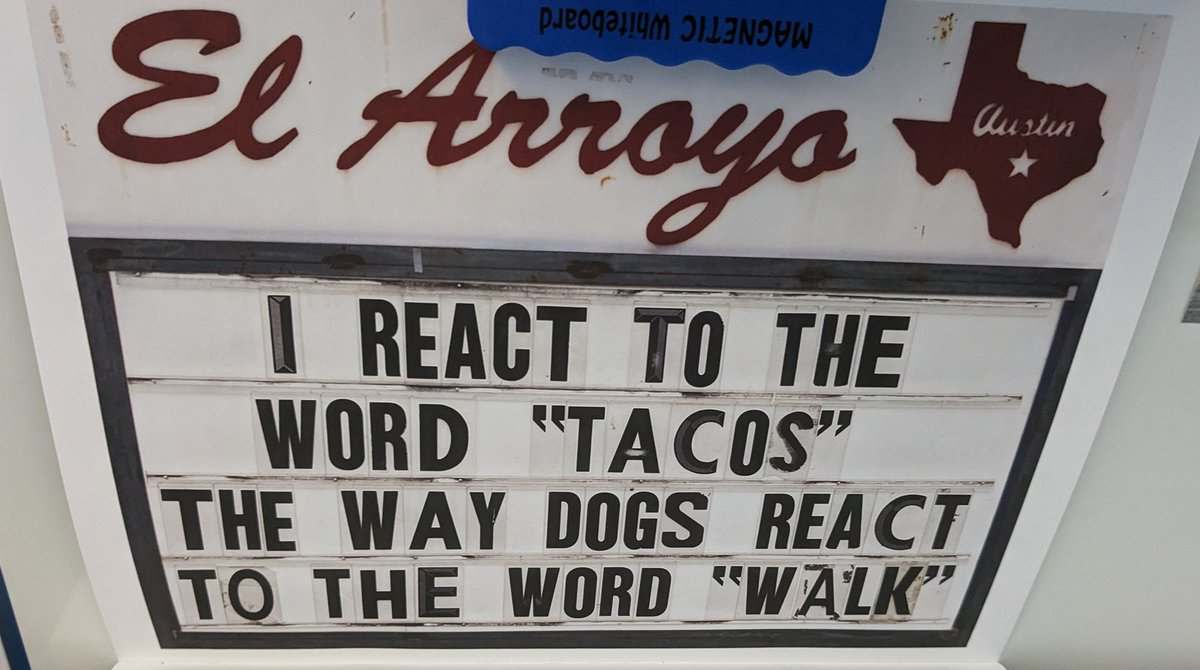 MAGNETIC Whiteboard
El Arroyo
Austin
I REACT TO THE
WORD “TACOS”
THE WAY DOGS REACT
TO THE WORD “WALK”